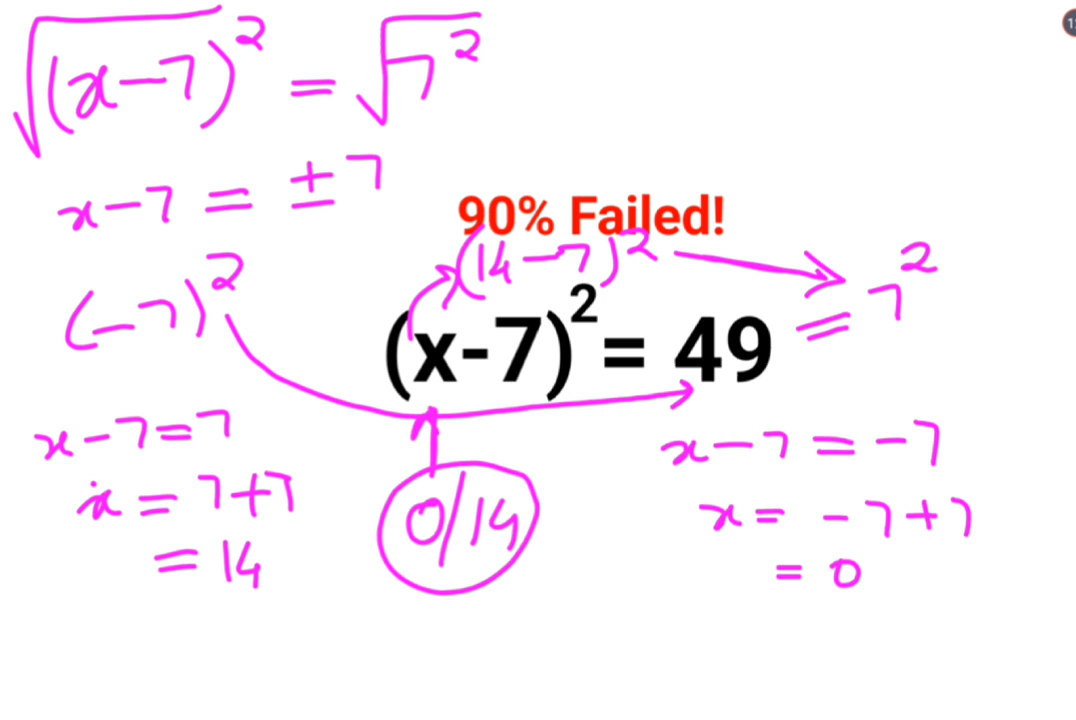 √(x-7)² = √7²
x-7 = ±7
90% Failed!
(14-7)²
7²
(-7)²
(x-7)² = 49 =
x-7=7
x-7 = -7
x = 7+7
x = -7+7
0/14
= 14
= 0